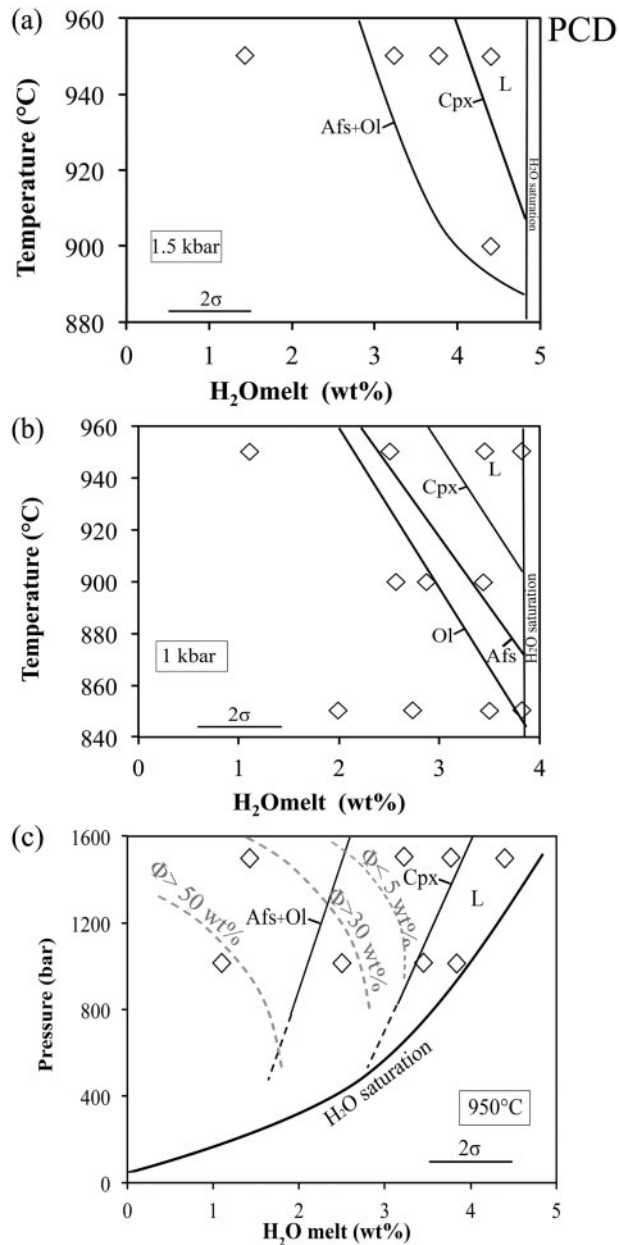 (a)
PCD
960
940
920
900
880
Temperature (°C)
Afs+Ol
Cpx
L
H2O saturation
1.5 kbar
2σ
0 1 2 3 4 5
H2Omelt (wt%)
(b)
960
940
920
900
880
860
840
Temperature (°C)
L
Cpx
Ol
Afs
H2O saturation
1 kbar
2σ
0 1 2 3 4
H2Omelt (wt%)
(c)
1600
1200
800
400
0
Pressure (bar)
Φ> 50 wt%
Afs+Ol
Φ>30 wt%
Φ< 5 wt%
Cpx
L
H2O saturation
950°C
2σ
0 1 2 3 4 5
H2O melt (wt%)